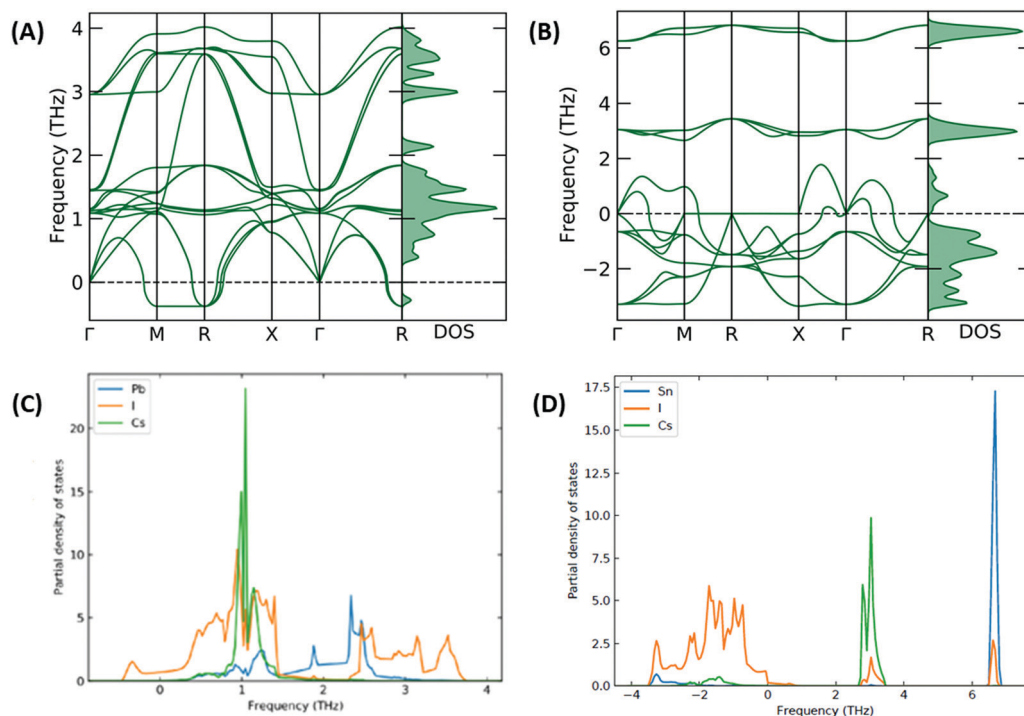 (A)
Frequency (THz)
4
3
2
1
0
Γ
M
R
X
Γ
R
DOS
(B)
Frequency (THz)
6
4
2
0
−2
Γ
M
R
X
Γ
R
DOS
(C)
Partial density of states
20
15
10
5
0
Pb
I
Cs
0
1
2
3
4
Frequency (THz)
(D)
Partial density of states
17.5
15.0
12.5
10.0
7.5
5.0
2.5
0.0
Sn
I
Cs
−4
−2
0
2
4
6
Frequency (THz)